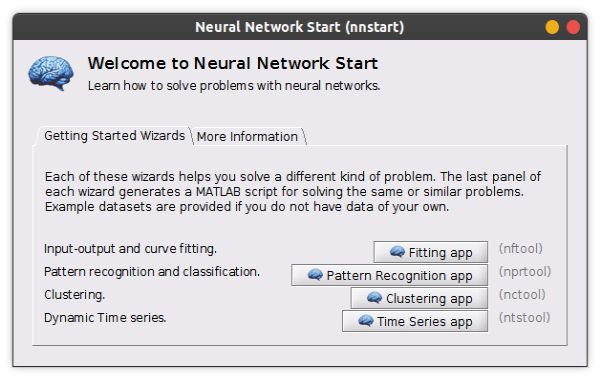 Neural Network Start (nnstart)
Welcome to Neural Network Start
Learn how to solve problems with neural networks.
Getting Started Wizards More Information
Each of these wizards helps you solve a different kind of problem. The last panel of
each wizard generates a MATLAB script for solving the same or similar problems.
Example datasets are provided if you do not have data of your own.
Input-output and curve fitting. Fitting app (nftool)
Pattern recognition and classification. Pattern Recognition app (nprtool)
Clustering. Clustering app (nctool)
Dynamic Time series. Time Series app (ntstool)